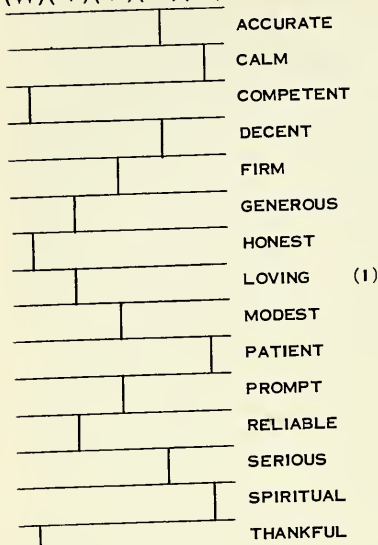 ACCURATE
CALM
COMPETENT
DECENT
FIRM
GENEROUS
HONEST
LOVING (1)
MODEST
PATIENT
PROMPT
RELIABLE
SERIOUS
SPIRITUAL
THANKFUL